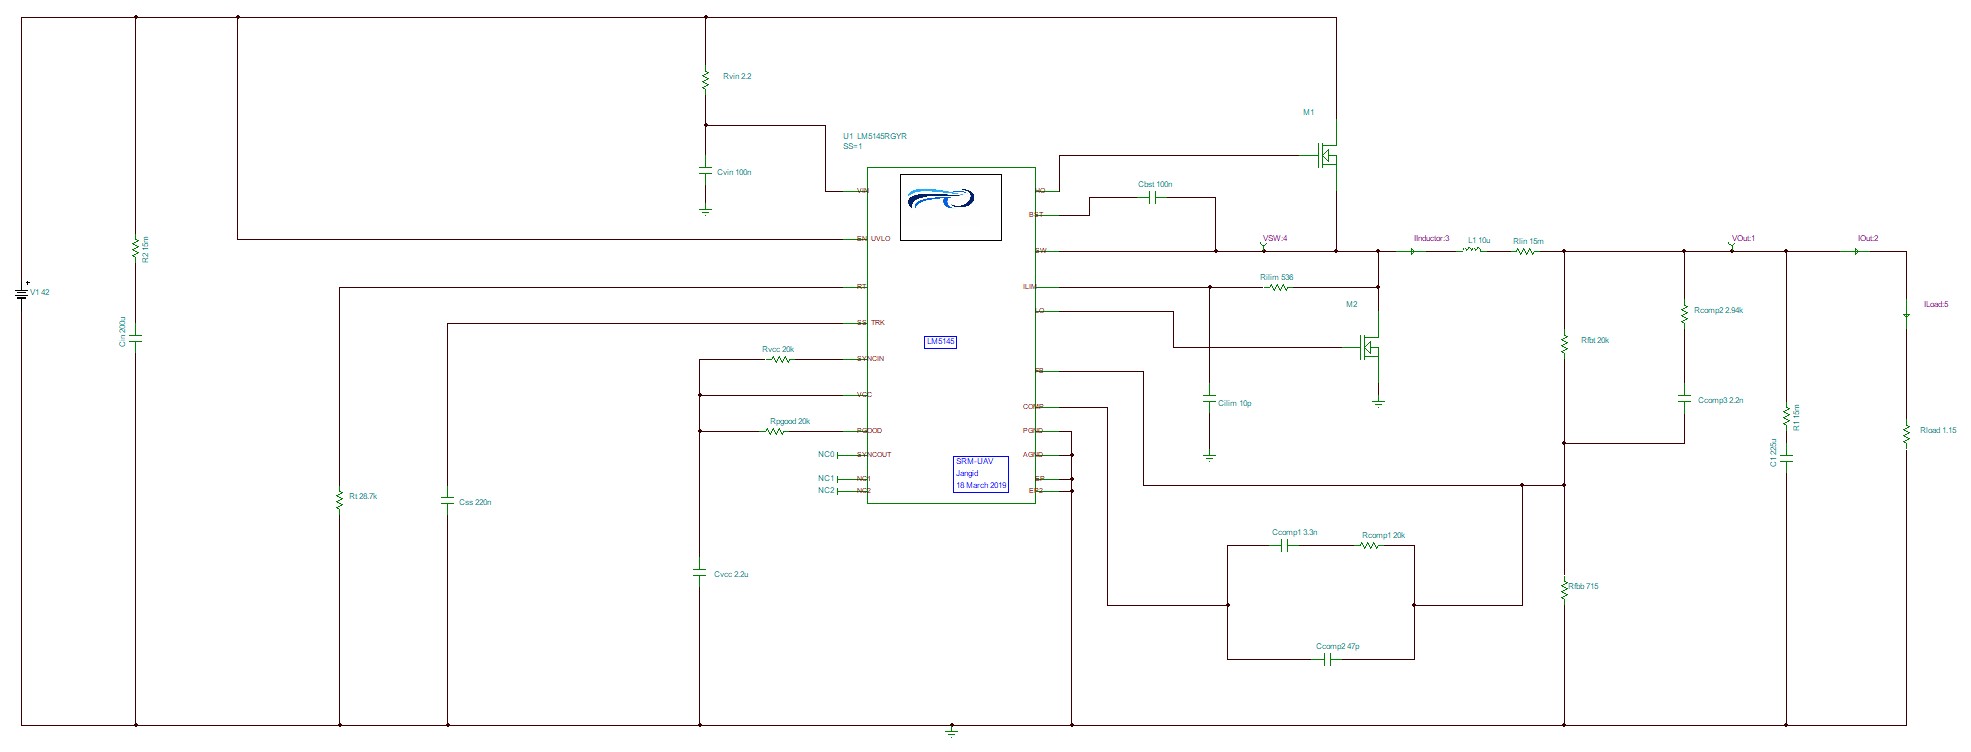 Rvin 2.2
M1
U1 LM5145RGYR
SS=1
Cvin 100n
VIN
HO
Cbst 100n
BST
EN UVLO
SW
VSW:4
IInductor:3
L1 10u
Rlin 15m
VOut:1
IOut:2
R2 15m
Rilim 536
V1 42
RT
ILIM
M2
ILoad:5
LO
Rcomp2 2.94k
Cin 200u
SS TRK
LM5145
Rfbt 20k
Rvcc 20k
SYNCIN
FB
VCC
Cilim 10p
Ccomp3 2.2n
COMP
R1 15m
Rpgood 20k
PGOOD
PGND
Rload 1.15
C1 225u
NC0
SYNCOUT
AGND
SRM-UAV
Jangid
18 March 2019
NC1
NC1
EP
NC2
NC2
EP2
Rt 28.7k
Css 220n
Ccomp1 3.3n
Rcomp1 20k
Cvcc 2.2u
Rfbb 715
Ccomp2 47p